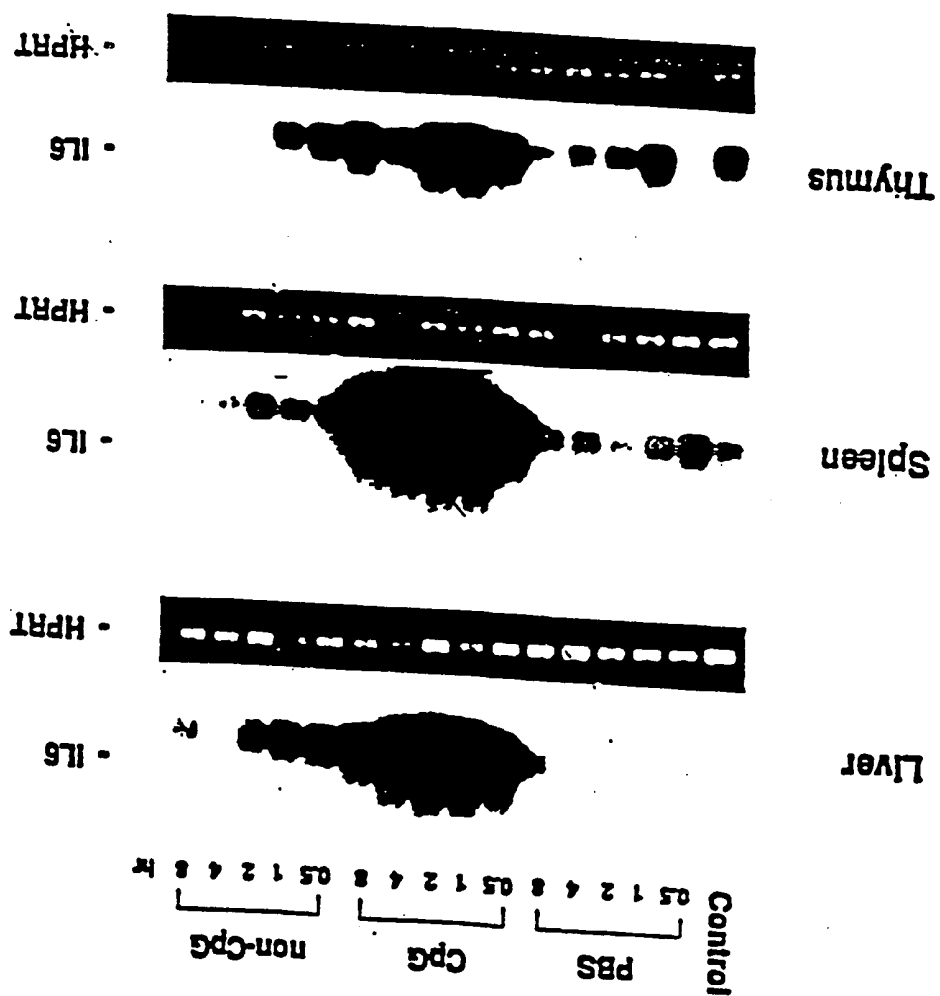 Control
PBS CpG non-CpG
0.5 1 2 4 8 0.5 1 2 4 8 0.5 1 2 4 8 hr
Liver
- IL6
- HPRT
Spleen
- IL6
- HPRT
Thymus
- IL6
- HPRT